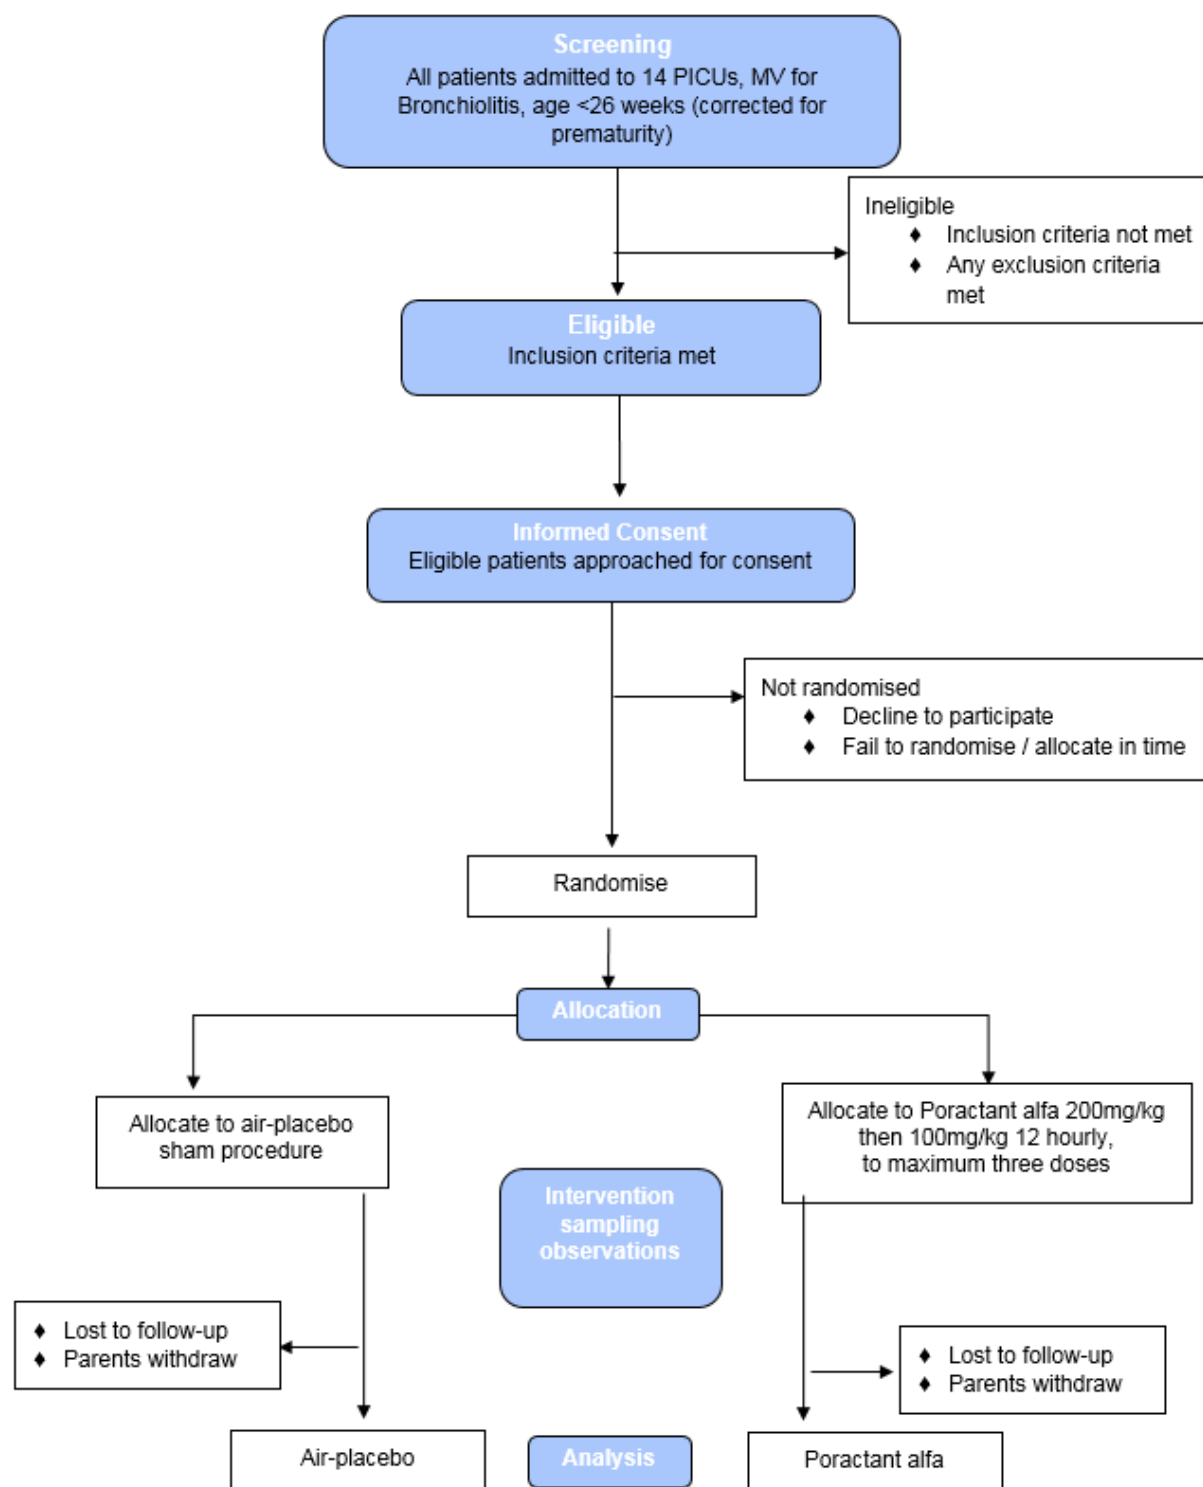 Screening
All patients admitted to 14 PICUs, MV for
Bronchiolitis, age <26 weeks (corrected for
prematurity)
Ineligible
♦ Inclusion criteria not met
♦ Any exclusion criteria
met
Eligible
Inclusion criteria met
Informed Consent
Eligible patients approached for consent
Not randomised
♦ Decline to participate
♦ Fail to randomise / allocate in time
Randomise
Allocation
Allocate to air-placebo
sham procedure
Allocate to Poractant alfa 200mg/kg
then 100mg/kg 12 hourly,
to maximum three doses
Intervention
sampling
observations
♦ Lost to follow-up
♦ Parents withdraw
♦ Lost to follow-up
♦ Parents withdraw
Air-placebo
Analysis
Poractant alfa